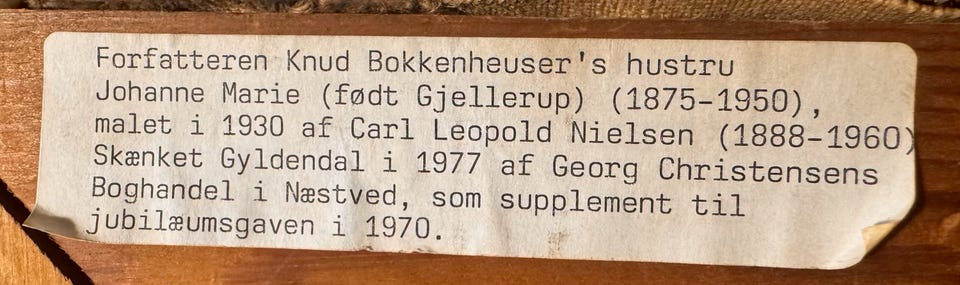 Forfatteren Knud Bokkenheuser's hustru
Johanne Marie (født Gjellerup) (1875-1950),
malet i 1930 af Carl Leopold Nielsen (1888-1960)
Skænket Gyldendal i 1977 af Georg Christensens
Boghandel i Næstved, som supplement til
jubilæumsgaven i 1970.